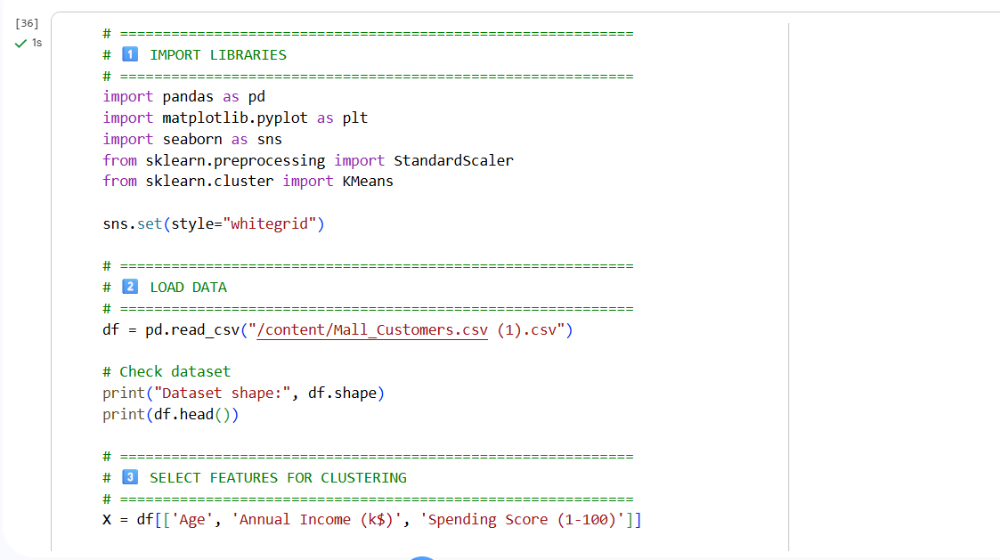 [36]
1s
# ============================================================
# 1️⃣ IMPORT LIBRARIES
# ============================================================
import pandas as pd
import matplotlib.pyplot as plt
import seaborn as sns
from sklearn.preprocessing import StandardScaler
from sklearn.cluster import KMeans
sns.set(style="whitegrid")
# ============================================================
# 2️⃣ LOAD DATA
# ============================================================
df = pd.read_csv("/content/Mall_Customers.csv (1).csv")
# Check dataset
print("Dataset shape:", df.shape)
print(df.head())
# ============================================================
# 3️⃣ SELECT FEATURES FOR CLUSTERING
# ============================================================
X = df[['Age', 'Annual Income (k$)', 'Spending Score (1-100)']]